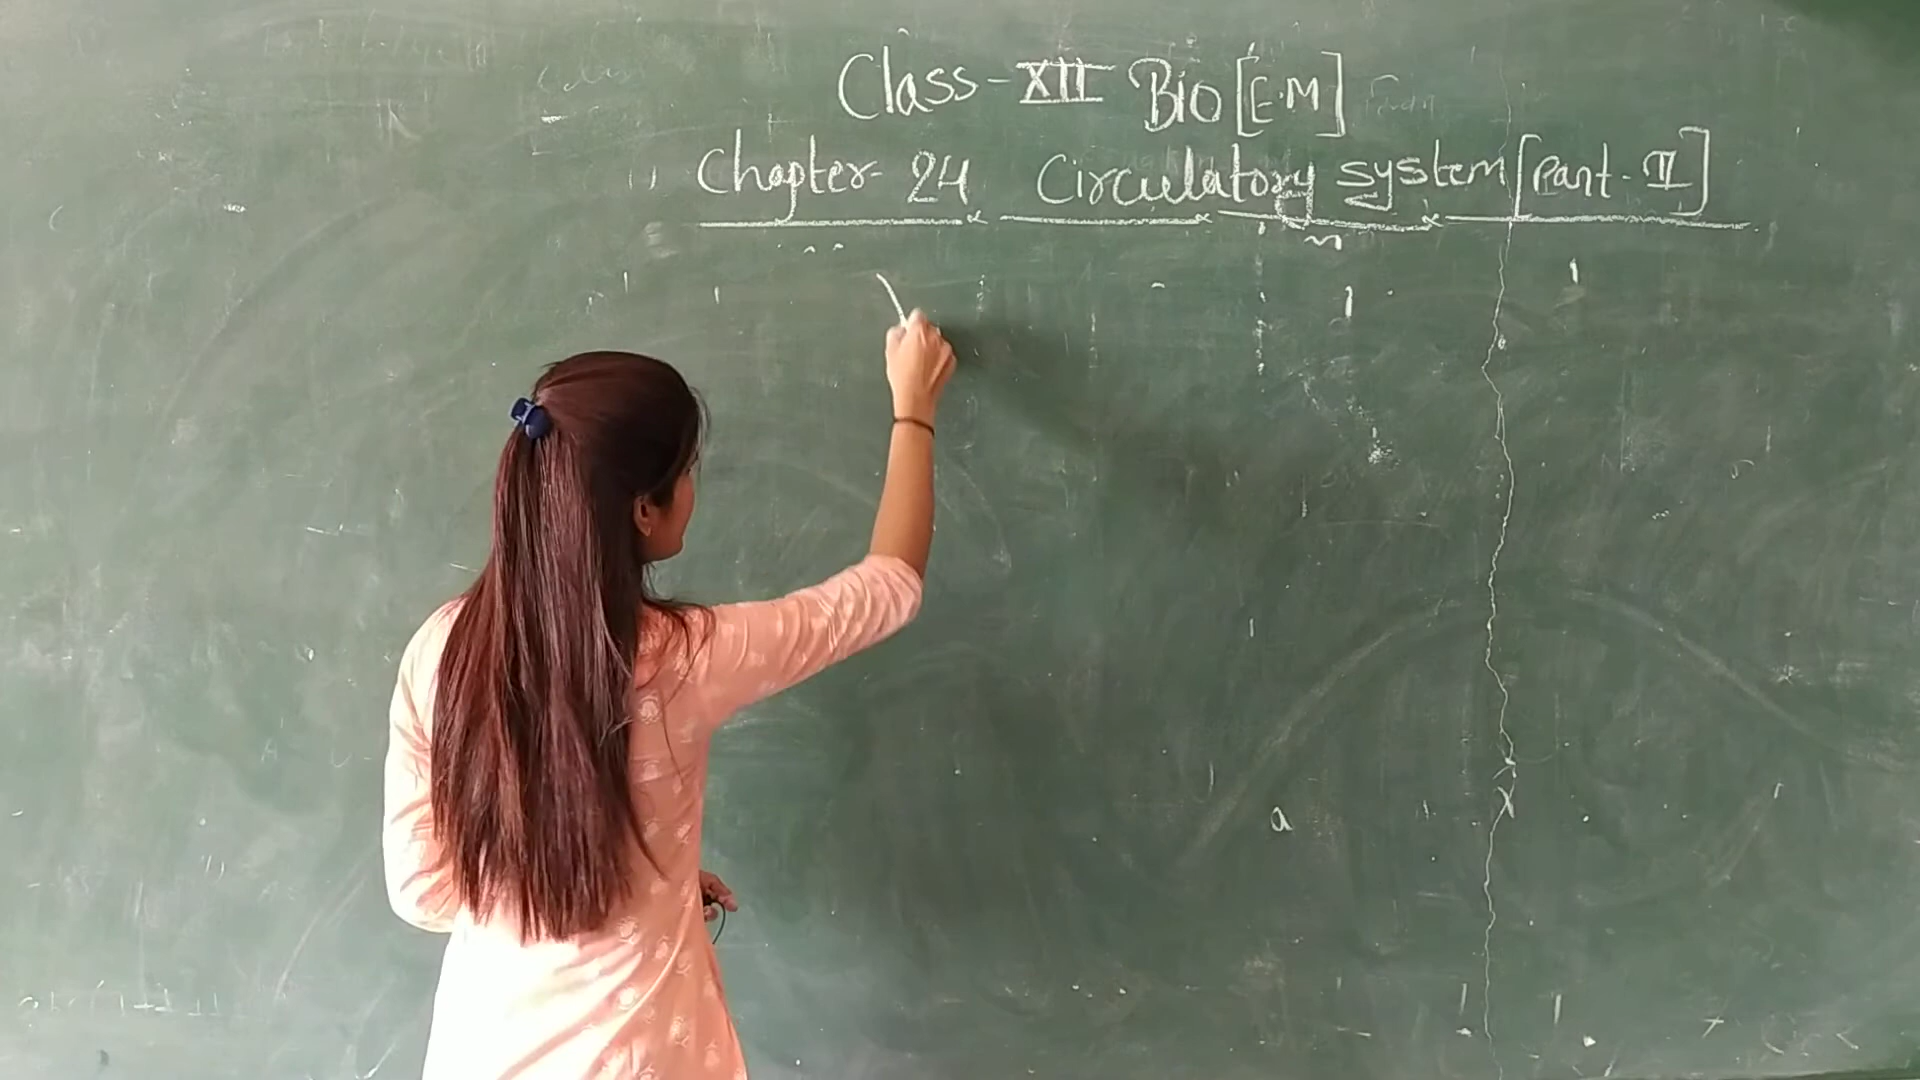 Class-XII Bio [E.M]
Chapter- 24 Circulatory system [Part-II]
a